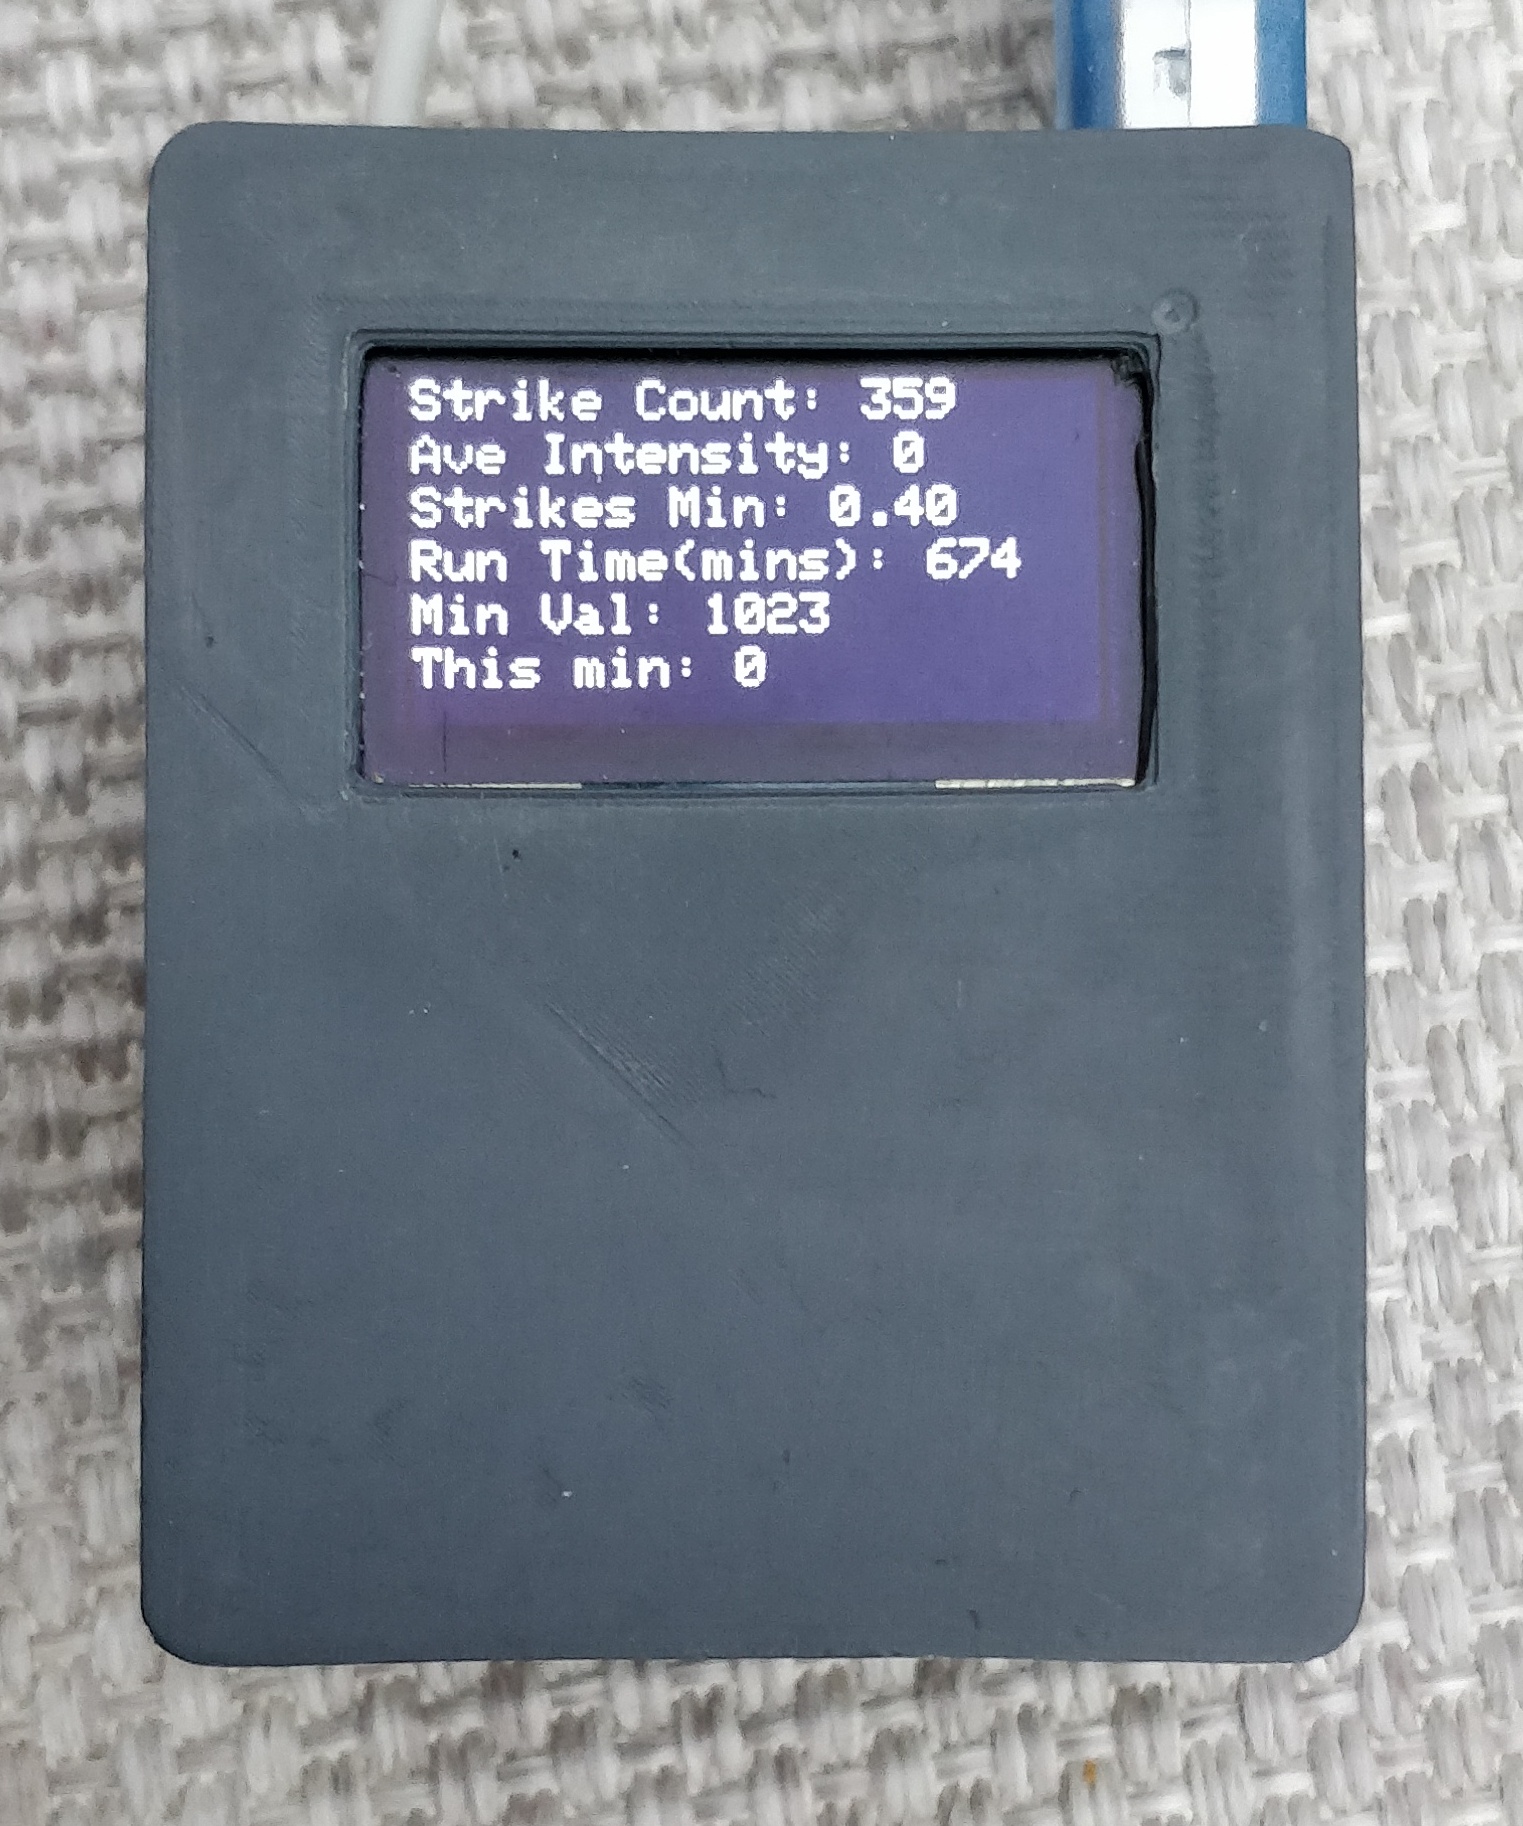 Strike Count: 359
Ave Intensity: 0
Strikes Min: 0.40
Run Time(mins): 674
Min Val: 1023
This min: 0